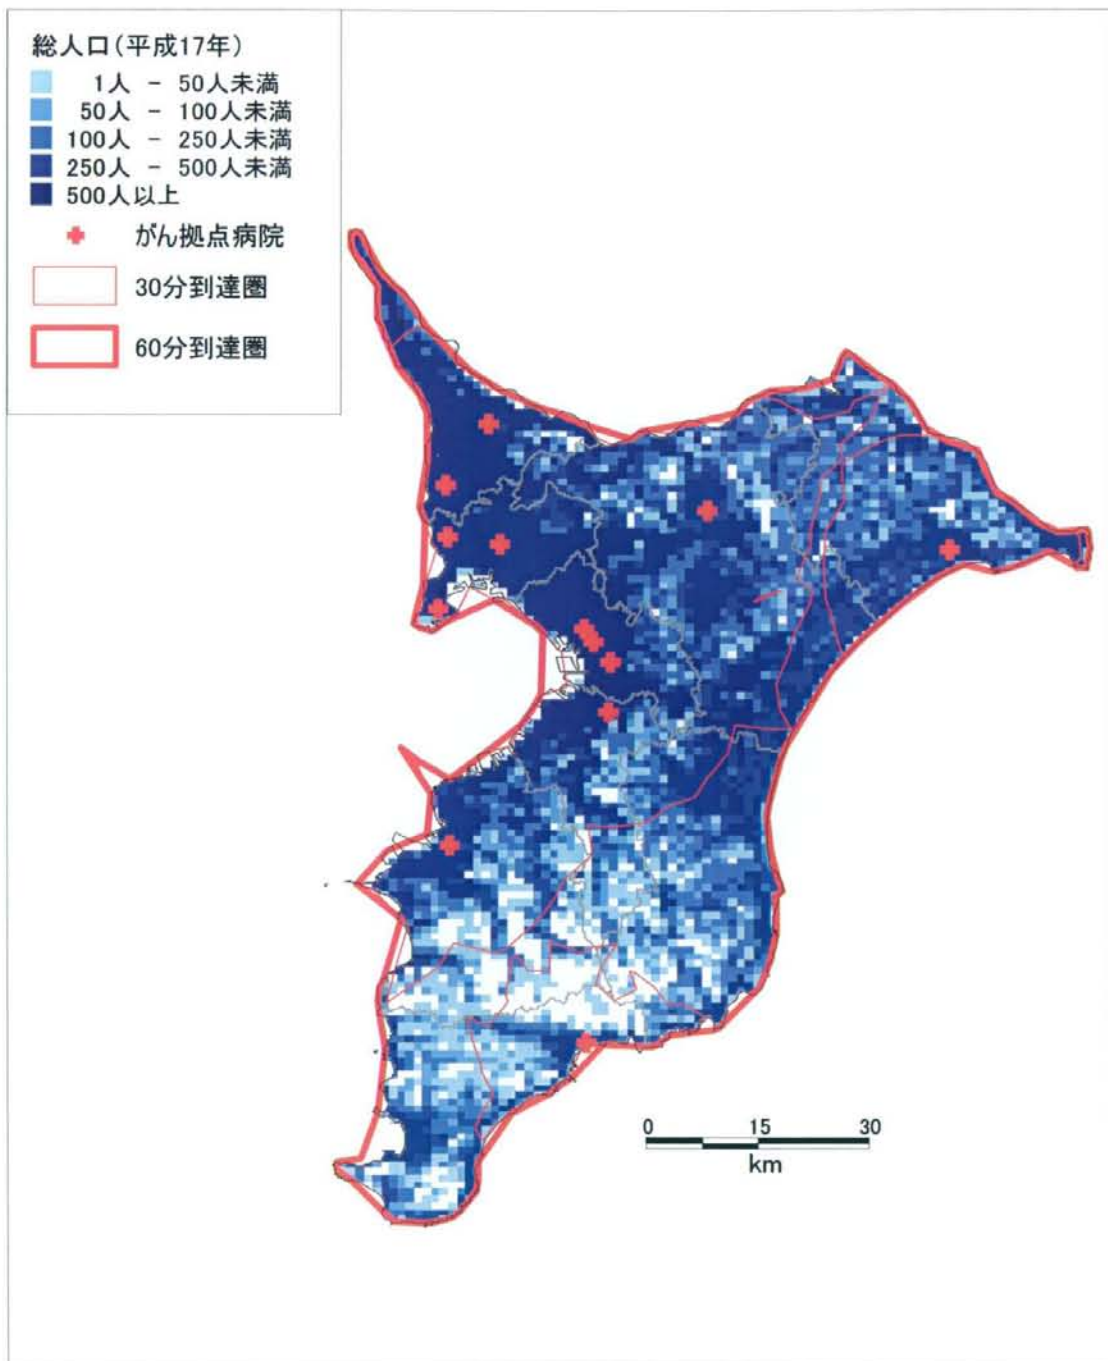 総人口(平成17年)
1人 - 50人未満
50人 - 100人未満
100人 - 250人未満
250人 - 500人未満
500人以上
がん拠点病院
30分到達圏
60分到達圏
0 15 30
km